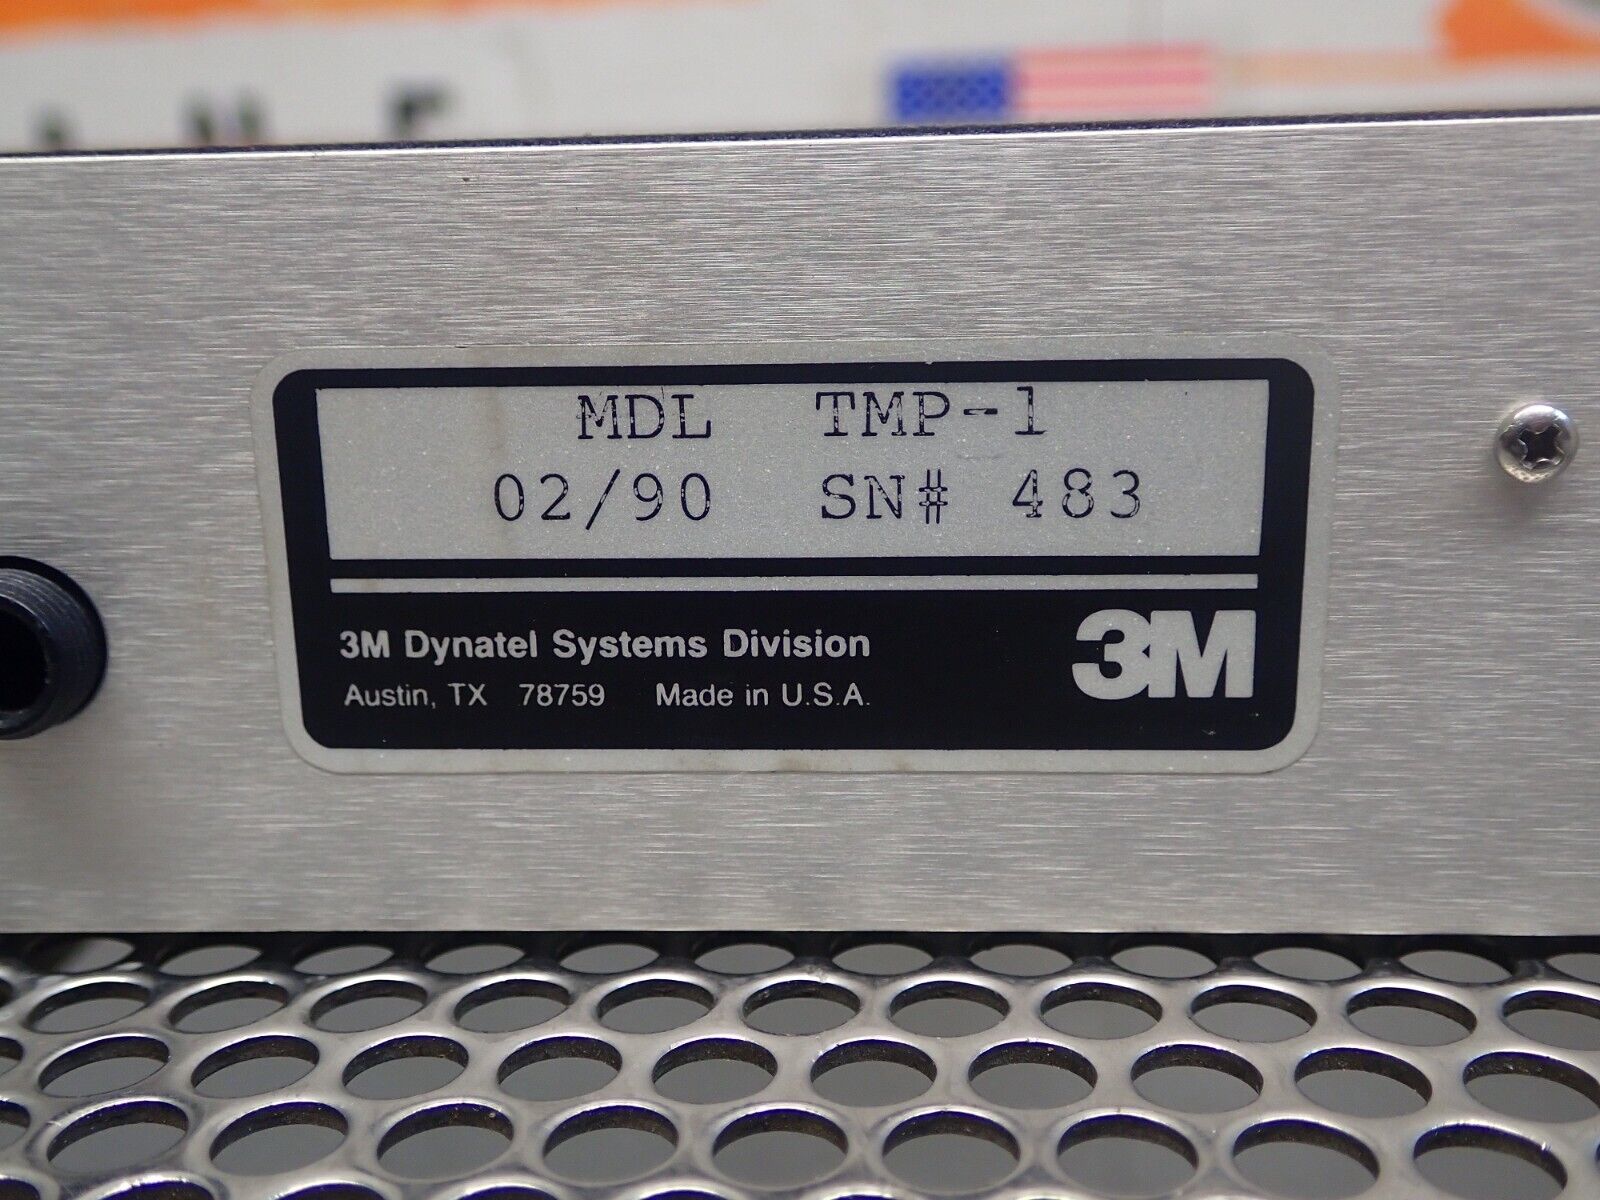 MDL TMP-1
02/90 SN# 483
3M Dynatel Systems Division
Austin, TX 78759 Made in U.S.A.
3M